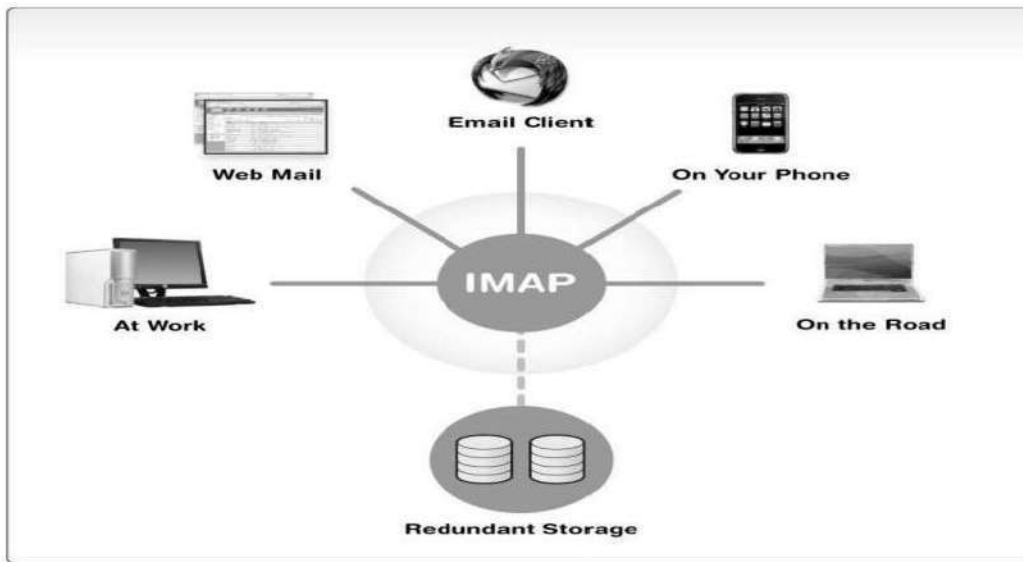 Email Client
Web Mail
On Your Phone
IMAP
At Work
On the Road
Redundant Storage